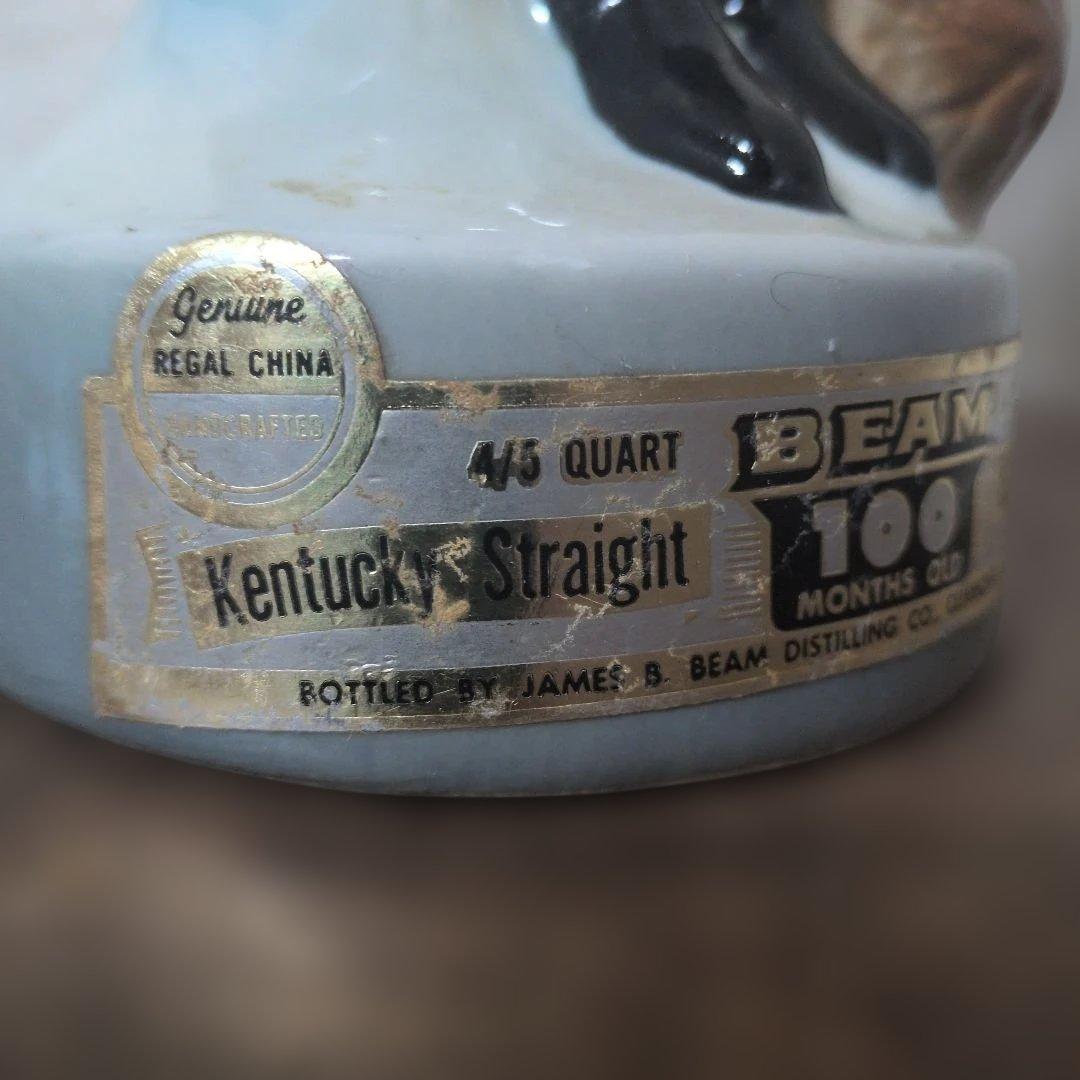 Genuine
REGAL CHINA
HANDCRAFTED
4/5 QUART
Kentucky Straight
BEAM
100
MONTHS OLD
BOTTLED BY JAMES B. BEAM DISTILLING CO.